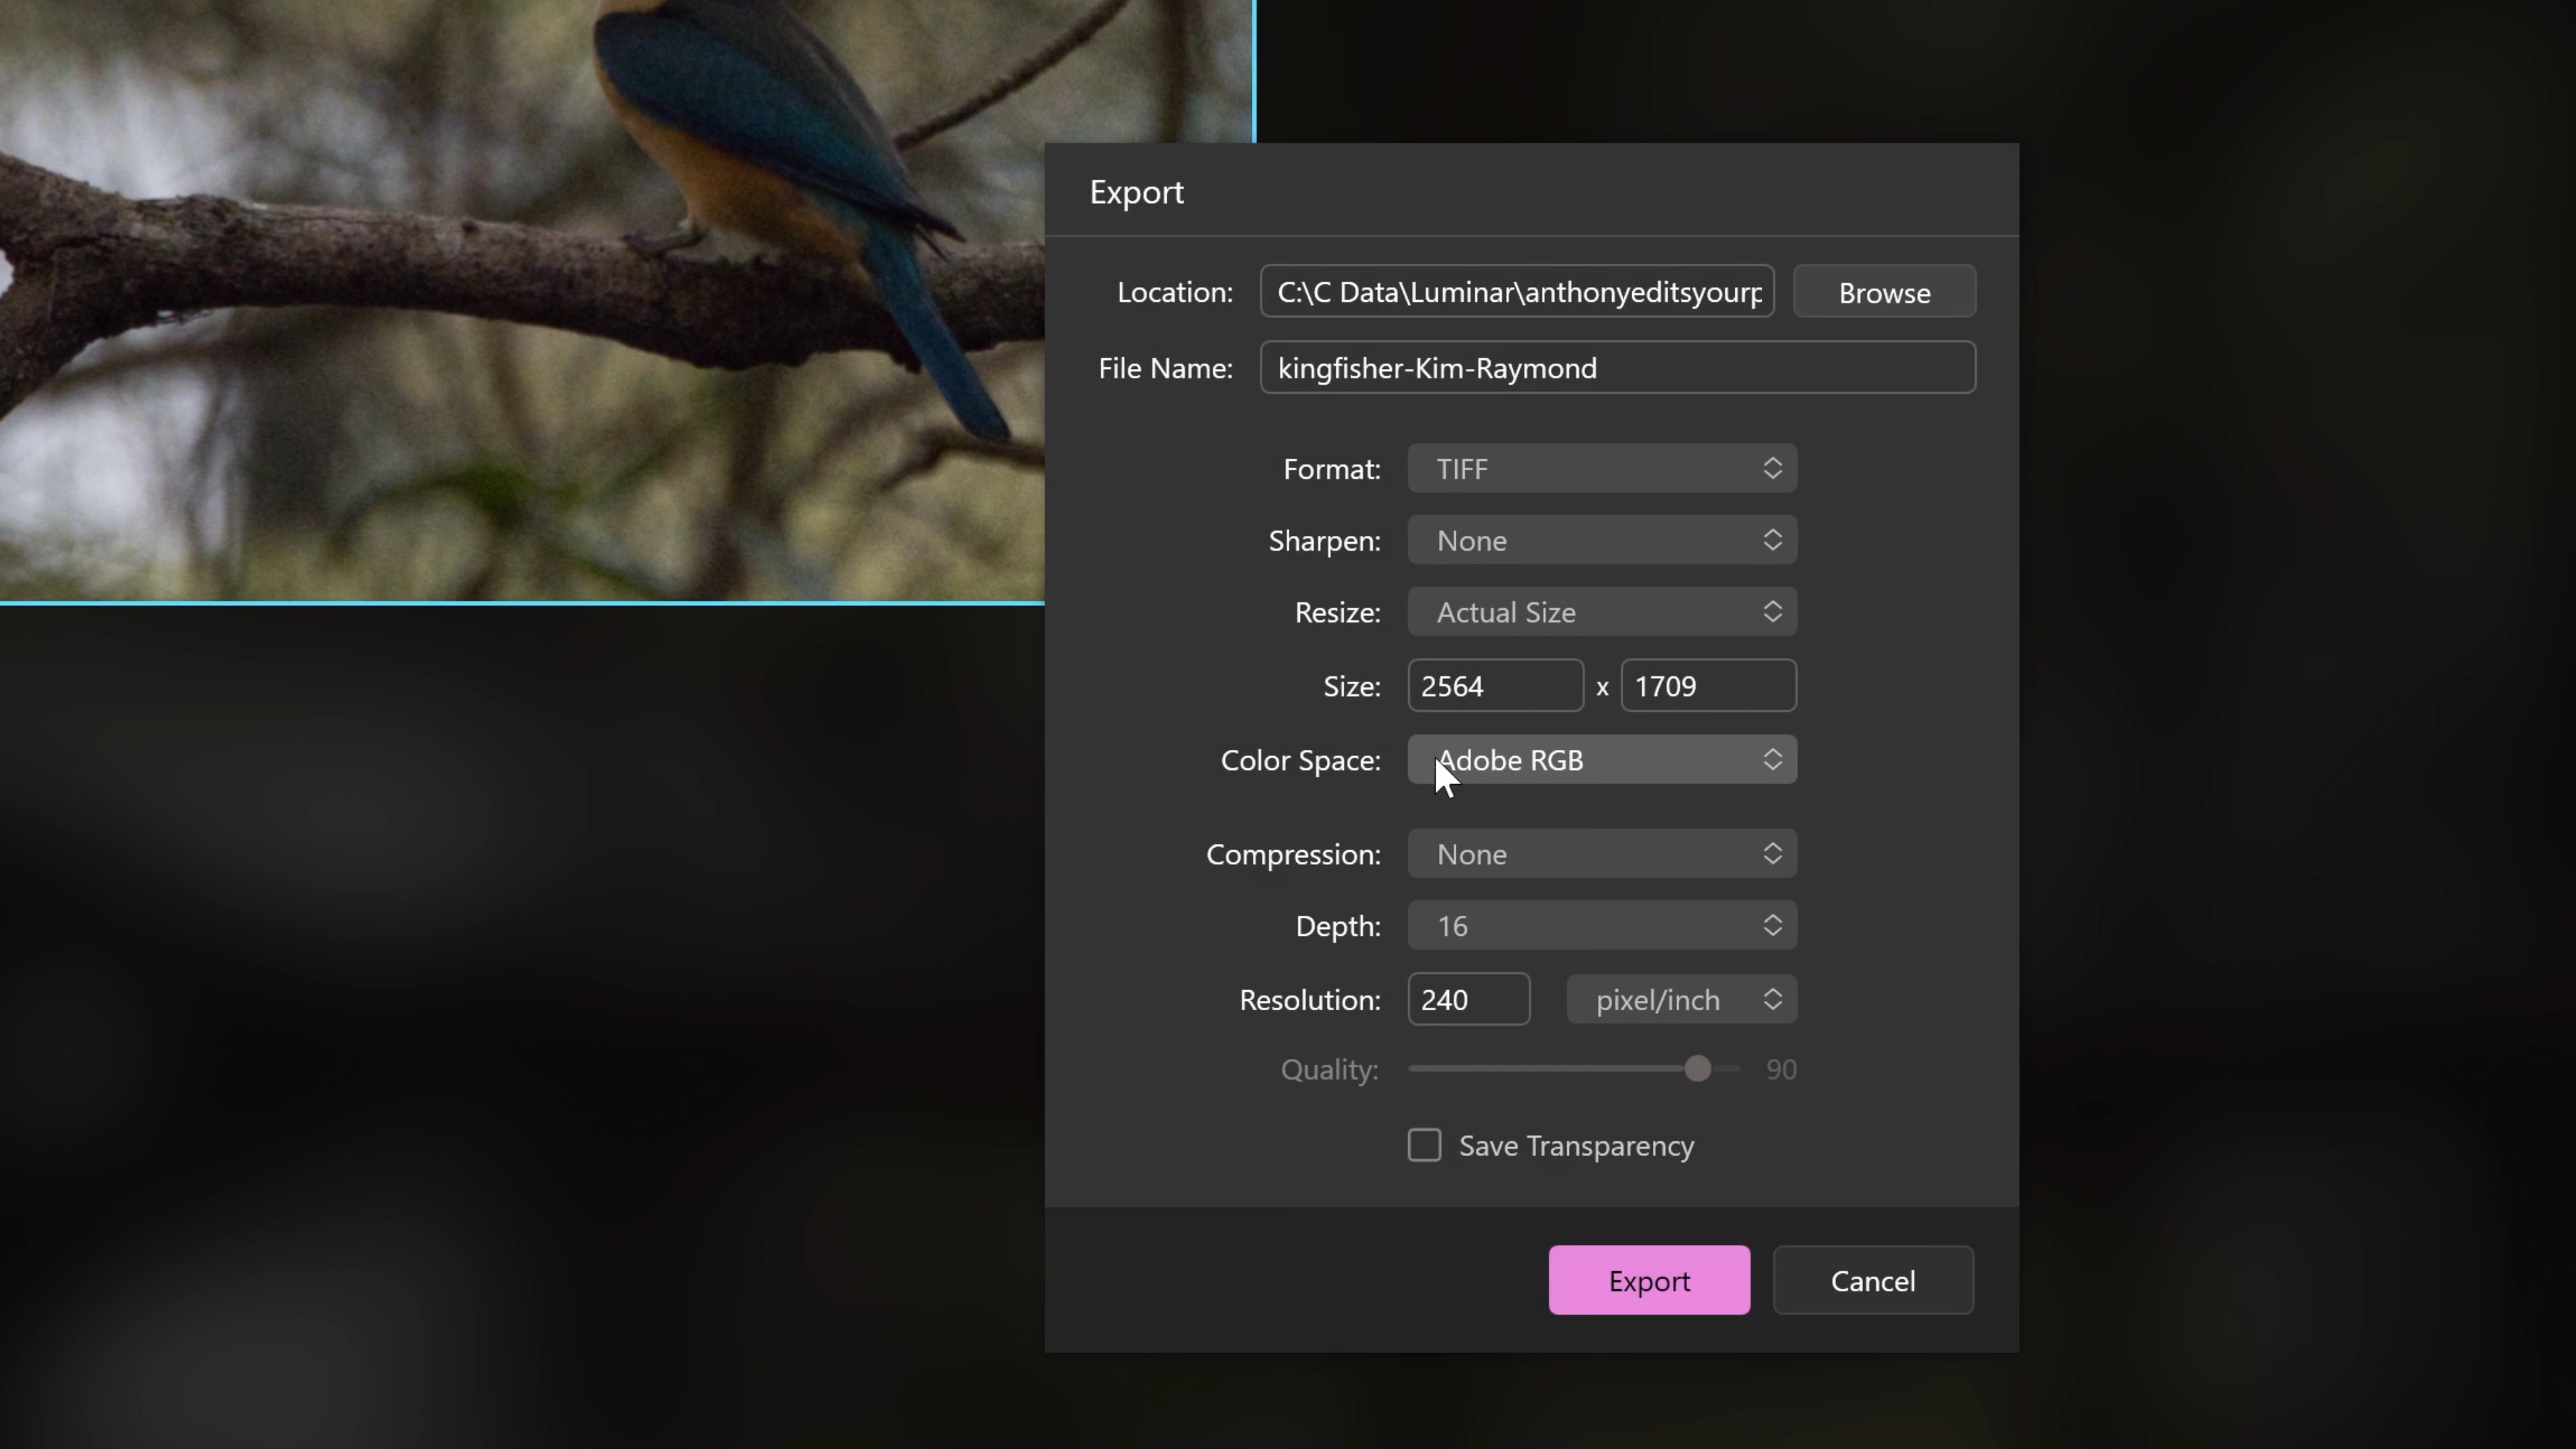 Export
Location: C:\C Data\Luminar\anthonyeditsyourp Browse
File Name: kingfisher-Kim-Raymond
Format: TIFF
Sharpen: None
Resize: Actual Size
Size: 2564 x 1709
Color Space: Adobe RGB
Compression: None
Depth: 16
Resolution: 240 pixel/inch
Quality: 90
Save Transparency
Export Cancel